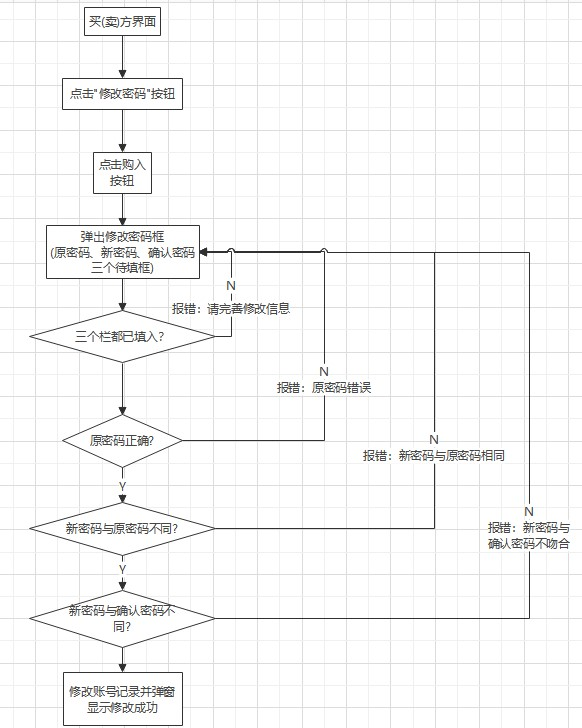 买(卖)方界面
点击"修改密码"按钮
点击购入
按钮
弹出修改密码框
(原密码、新密码、确认密码
三个待填框)
N
报错：请完善修改信息
三个栏都已填入?
N
报错：原密码错误
原密码正确?
N
报错：新密码与原密码相同
Y
新密码与原密码不同?
N
报错：新密码与
确认密码不吻合
Y
新密码与确认密码不
同?
修改账号记录并弹窗
显示修改成功